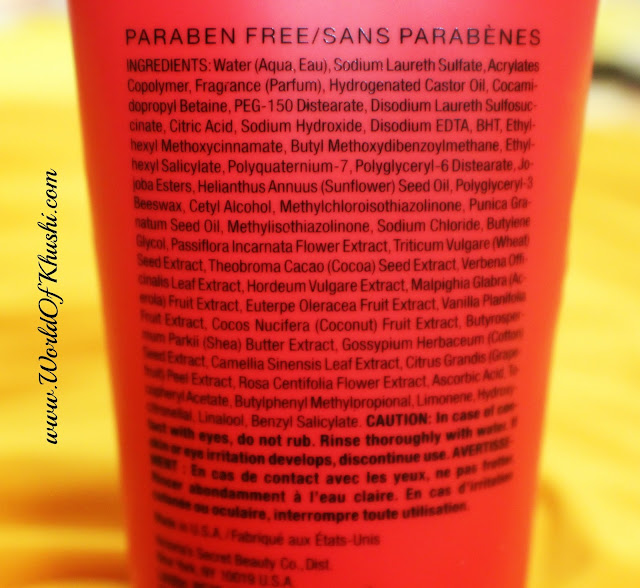 PARABEN FREE/SANS PARABÈNES
INGREDIENTS: Water (Aqua, Eau), Sodium Laureth Sulfate, Acrylates
Copolymer, Fragrance (Parfum), Hydrogenated Castor Oil, Cocami-
dopropyl Betaine, PEG-150 Distearate, Disodium Laureth Sulfosuc-
cinate, Citric Acid, Sodium Hydroxide, Disodium EDTA, BHT, Ethyl-
hexyl Methoxycinnamate, Butyl Methoxydibenzoylmethane, Ethyl-
hexyl Salicylate, Polyquaternium-7, Polyglyceryl-6 Distearate, Jo-
joba Esters, Helianthus Annuus (Sunflower) Seed Oil, Polyglyceryl-3
Beeswax, Cetyl Alcohol, Methylchloroisothiazolinone, Punica Gra-
natum Seed Oil, Methylisothiazolinone, Sodium Chloride, Butylene
Glycol, Passiflora Incarnata Flower Extract, Triticum Vulgare (Wheat)
Seed Extract, Theobroma Cacao (Cocoa) Seed Extract, Verbena Offi-
cinalis Leaf Extract, Hordeum Vulgare Extract, Malpighia Glabra (Ac-
erola) Fruit Extract, Euterpe Oleracea Fruit Extract, Vanilla Planifolia
Fruit Extract, Cocos Nucifera (Coconut) Fruit Extract, Butyrosper-
mum Parkii (Shea) Butter Extract, Gossypium Herbaceum (Cotton)
Seed Extract, Camellia Sinensis Leaf Extract, Citrus Grandis (Grape-
fruit) Peel Extract, Rosa Centifolia Flower Extract, Ascorbic Acid, To-
copheryl Acetate, Butylphenyl Methylpropional, Limonene, Hydroxy-
citronellal, Linalool, Benzyl Salicylate. CAUTION: In case of con-
tact with eyes, do not rub. Rinse thoroughly with water. If
skin or eye irritation develops, discontinue use. AVERTISSE-
MENT : En cas de contact avec les yeux, ne pas frotter.
Rincer abondamment à l'eau claire. En cas d'irritation
cutanée ou oculaire, interrompre toute utilisation.
Made in U.S.A./Fabriqué aux États-Unis
Victoria's Secret Beauty Co., Dist.
New York, NY 10019 U.S.A.
www.WorldOfKhushi.com